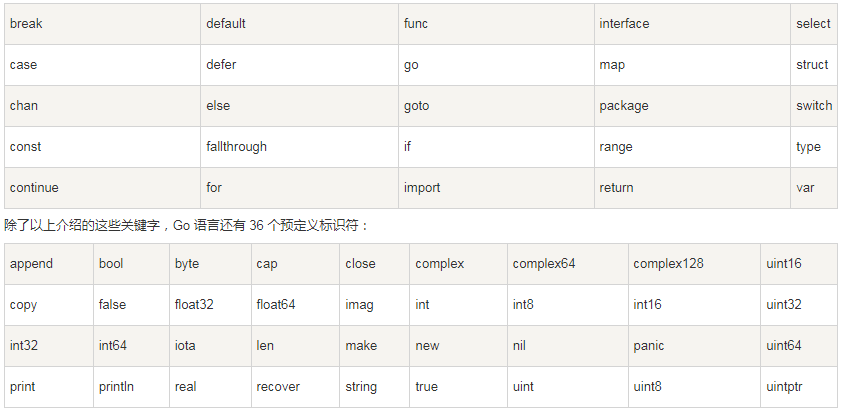 break default func interface select
case defer go map struct
chan else goto package switch
const fallthrough if range type
continue for import return var
除了以上介绍的这些关键字，Go 语言还有 36 个预定义标识符：
append bool byte cap close complex complex64 complex128 uint16
copy false float32 float64 imag int int8 int16 uint32
int32 int64 iota len make new nil panic uint64
print println real recover string true uint uint8 uintptr